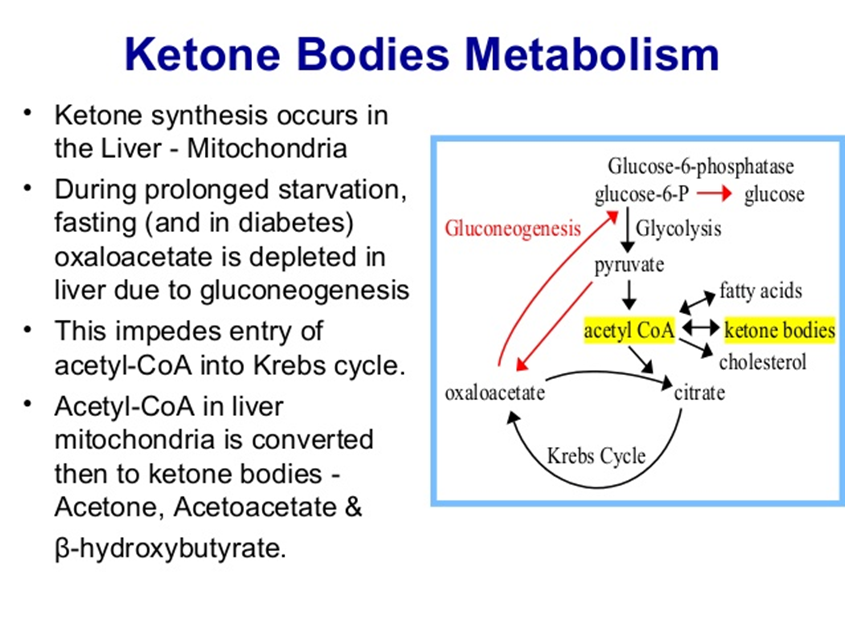 Ketone Bodies Metabolism
• Ketone synthesis occurs in
the Liver - Mitochondria
• During prolonged starvation,
fasting (and in diabetes)
oxaloacetate is depleted in
liver due to gluconeogenesis
• This impedes entry of
acetyl-CoA into Krebs cycle.
• Acetyl-CoA in liver
mitochondria is converted
then to ketone bodies -
Acetone, Acetoacetate &
β-hydroxybutyrate.
Glucose-6-phosphatase
glucose-6-P glucose
Gluconeogenesis Glycolysis
pyruvate
fatty acids
acetyl CoA ketone bodies
cholesterol
oxaloacetate citrate
Krebs Cycle